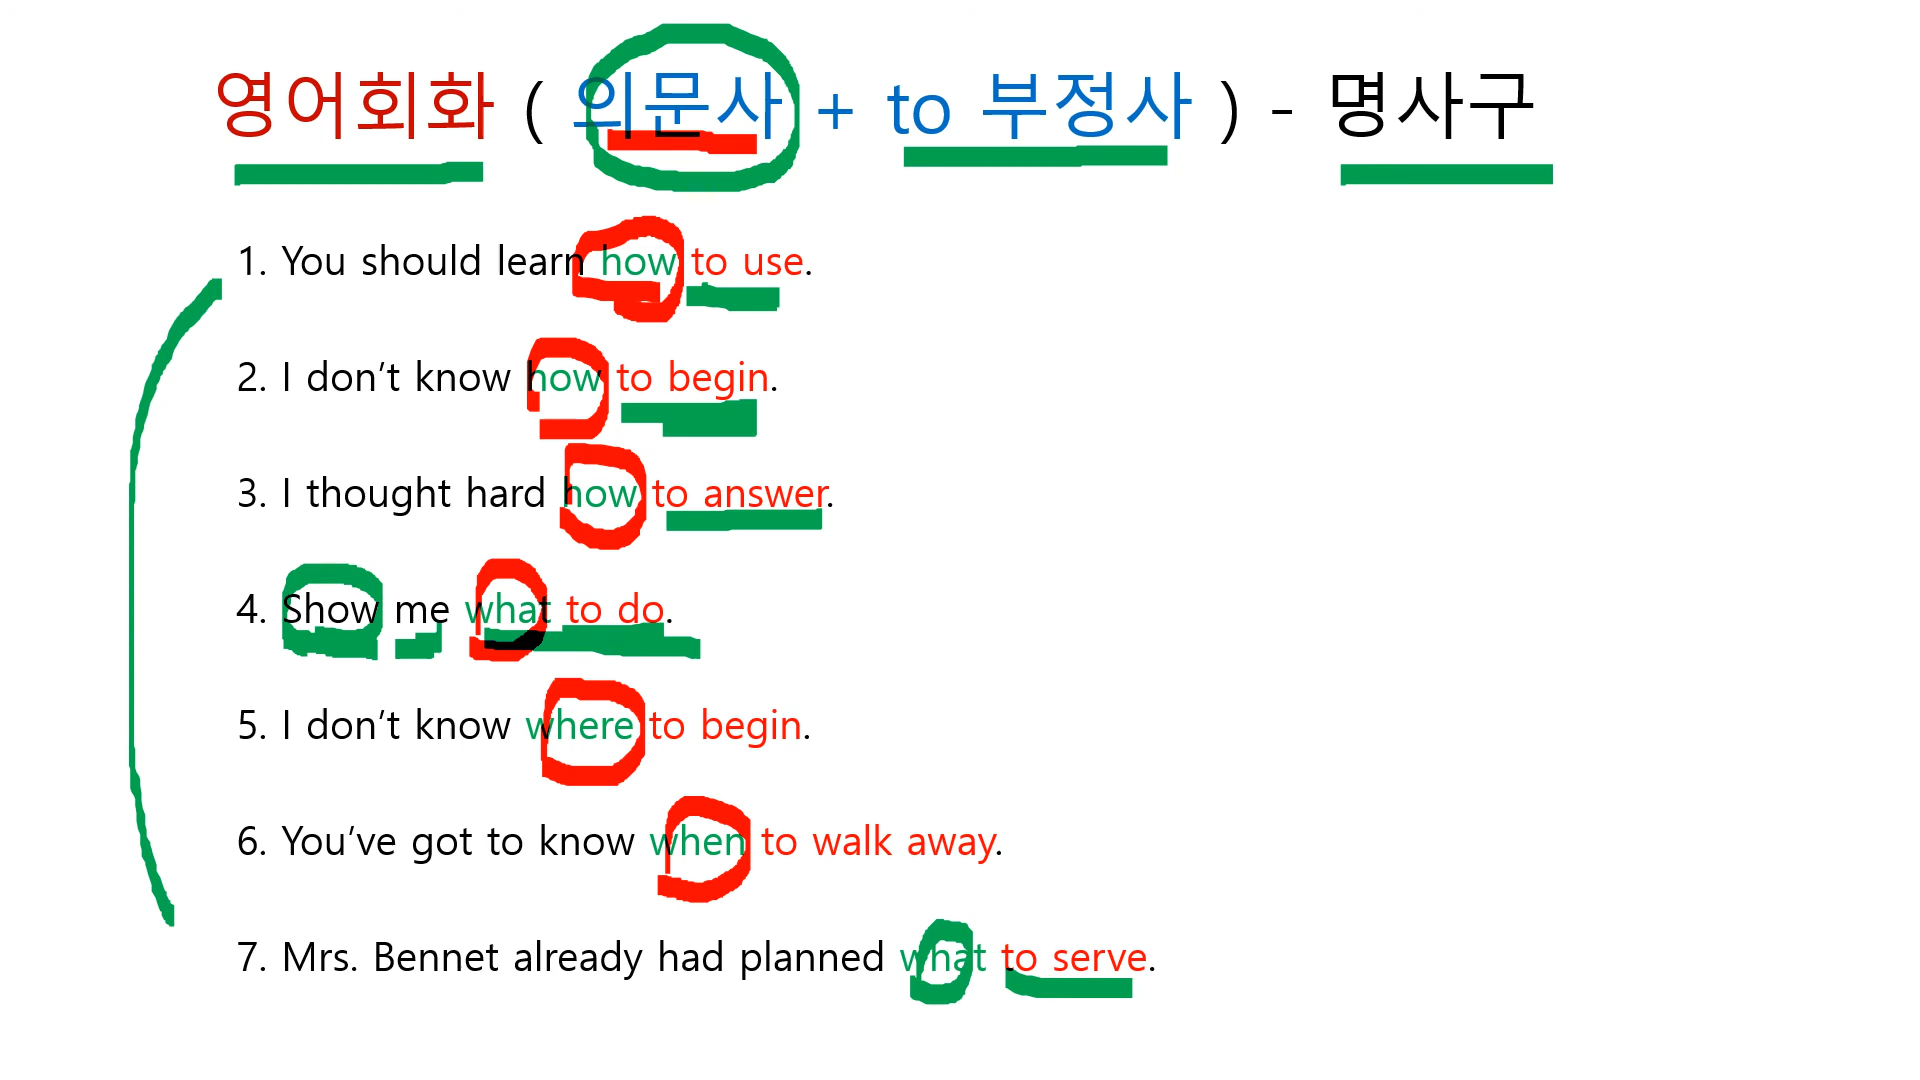 영어회화 ( 의문사 + to 부정사 ) - 명사구
1. You should learn how to use.
2. I don’t know how to begin.
3. I thought hard how to answer.
4. Show me what to do.
5. I don’t know where to begin.
6. You’ve got to know when to walk away.
7. Mrs. Bennet already had planned what to serve.